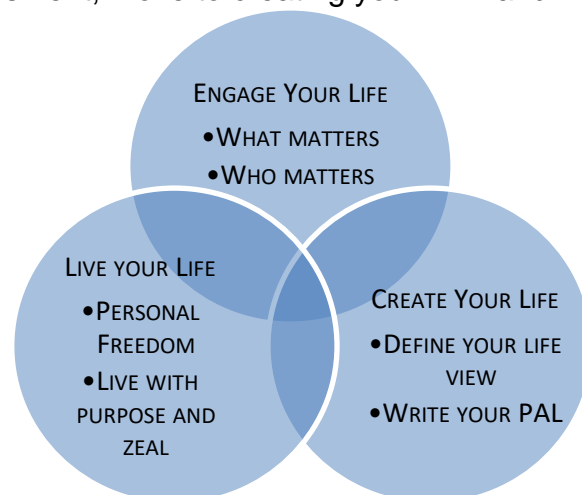 ENGAGE YOUR LIFE
•WHAT MATTERS
•WHO MATTERS
LIVE YOUR LIFE
•PERSONAL
FREEDOM
•LIVE WITH
PURPOSE AND
ZEAL
CREATE YOUR LIFE
•DEFINE YOUR LIFE
VIEW
•WRITE YOUR PAL